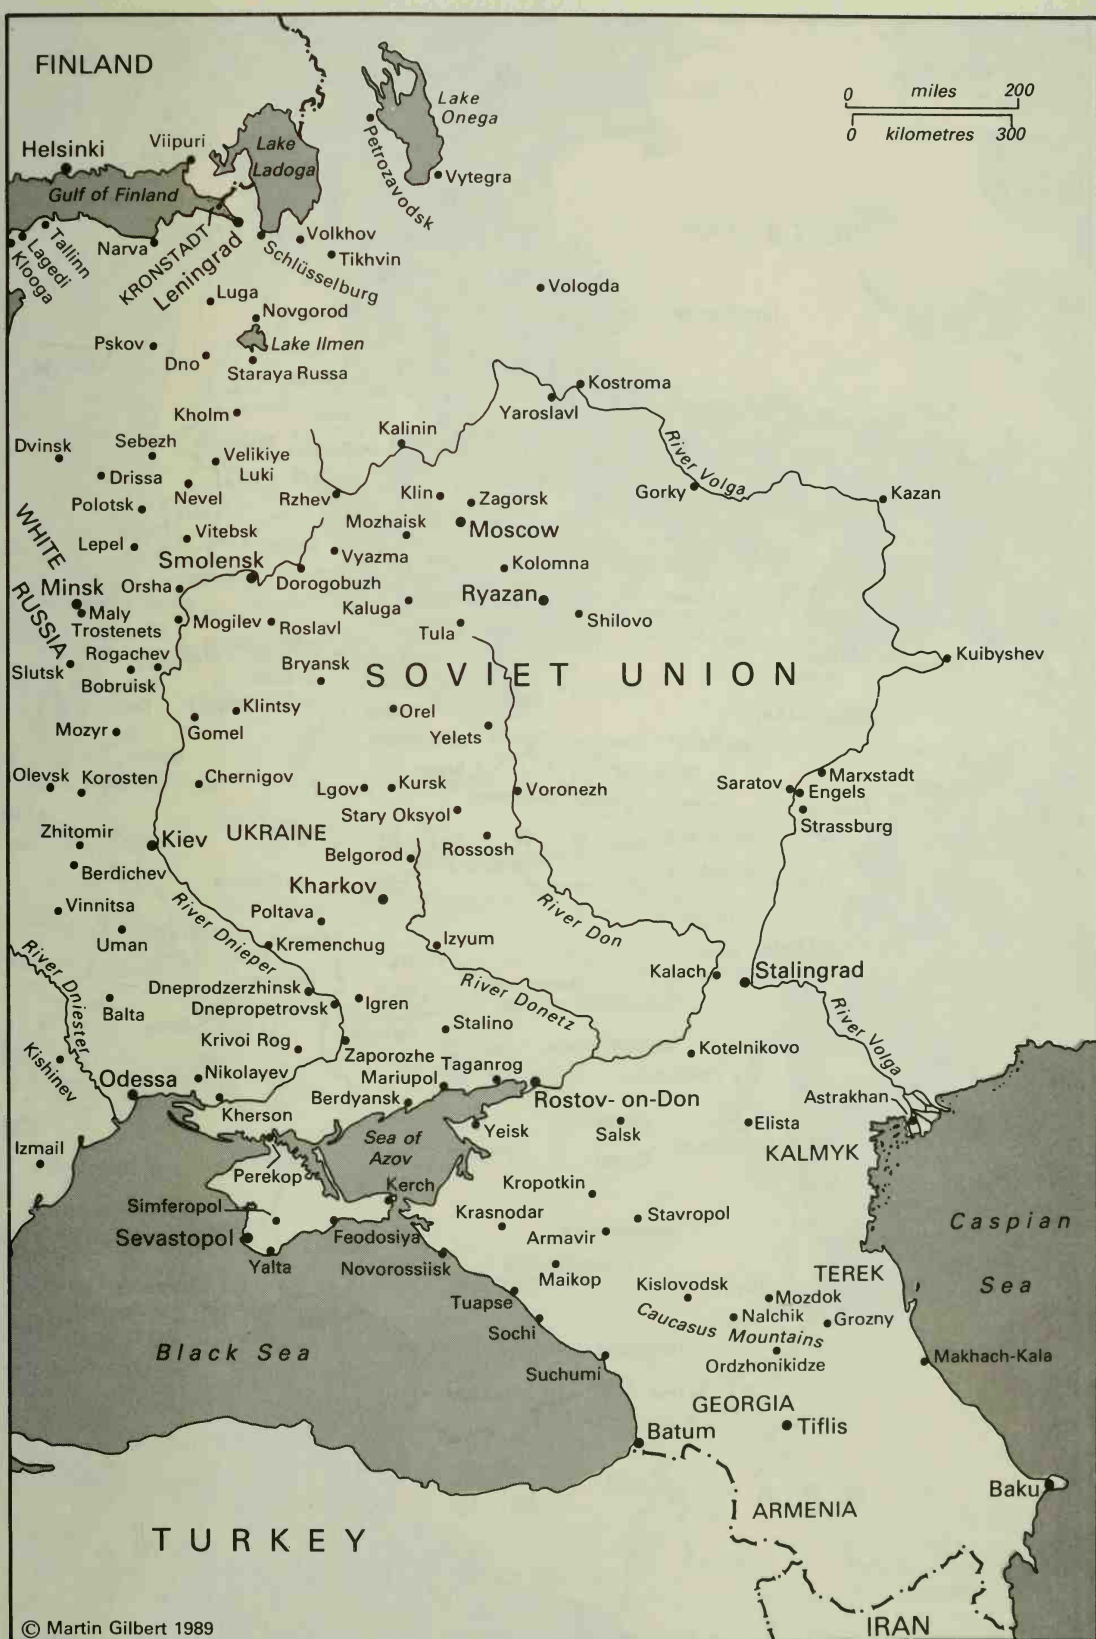 FINLAND
0 miles 200
0 kilometres 300
Lake
Onega
Petrozavodsk
Vytegra
Helsinki
Viipuri
Lake
Ladoga
Gulf of Finland
Tallinn
Lagedi
Klooga
Narva
KRONSTADT
Leningrad
Schlüsselburg
Volkhov
Tikhvin
Luga
Novgorod
Vologda
Pskov
Dno
Lake Ilmen
Staraya Russa
Kostroma
Yaroslavl
Kholm
Kalinin
River Volga
Dvinsk
Sebezh
Velikiye
Luki
Drissa
Nevel
Polotsk
Rzhev
Klin
Zagorsk
Gorky
Kazan
WHITE
RUSSIA
Mozhaisk
Moscow
Lepel
Vitebsk
Smolensk
Vyazma
Kolomna
Minsk
Orsha
Dorogobuzh
Maly
Trostenets
Kaluga
Ryazan
Shilovo
Mogilev
Roslavl
Tula
Slutsk
Rogachev
Bobruisk
Bryansk
SOVIET UNION
Kuibyshev
Klintsy
Gomel
Orel
Mozyr
Yelets
Olevsk
Korosten
Chernigov
Lgov
Kursk
Voronezh
Saratov
Marxstadt
Engels
Strassburg
Stary Oksyol
Zhitomir
Kiev
UKRAINE
Belgorod
Rossosh
Berdichev
Kharkov
Vinnitsa
Poltava
River Dnieper
River Don
Uman
Kremenchug
Izyum
River Dniester
Kalach
Stalingrad
Dneprodzerzhinsk
Dnepropetrovsk
Igren
River Donetz
River Volga
Balta
Stalino
Krivoi Rog
Zaporozhe
Kotelnikovo
Kishinev
Odessa
Nikolayev
Mariupol
Taganrog
Kherson
Berdyansk
Rostov- on-Don
Astrakhan
Izmail
Sea of
Azov
Yeisk
Salsk
Elista
KALMYK
Perekop
Kerch
Kropotkin
Simferopol
Krasnodar
Stavropol
Caspian
Sea
Sevastopol
Feodosiya
Armavir
Yalta
Novorossiisk
Maikop
TEREK
Kislovodsk
Mozdok
Tuapse
Caucasus Mountains
Nalchik
Grozny
Sochi
Black Sea
Suchumi
Ordzhonikidze
Makhach-Kala
GEORGIA
Batum
Tiflis
Baku
ARMENIA
TURKEY
IRAN
© Martin Gilbert 1989